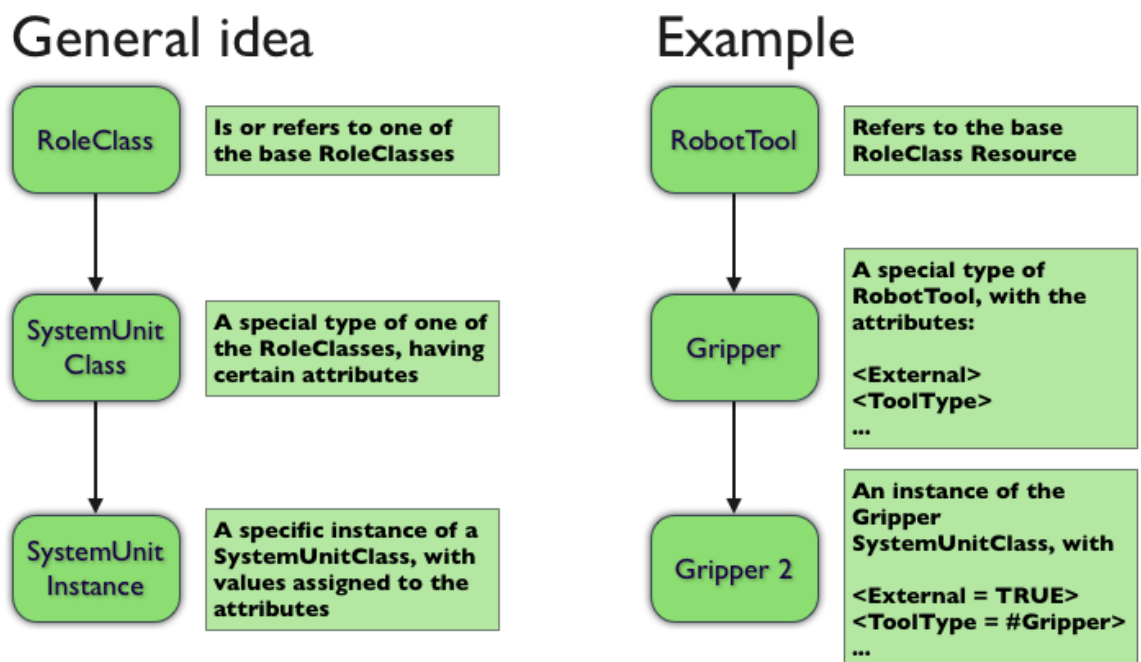 General idea
RoleClass
Is or refers to one of
the base RoleClasses
SystemUnit
Class
A special type of one of
the RoleClasses, having
certain attributes
SystemUnit
Instance
A specific instance of a
SystemUnitClass, with
values assigned to the
attributes
Example
RobotTool
Refers to the base
RoleClass Resource
Gripper
A special type of
RobotTool, with the
attributes:
<External>
<ToolType>
...
Gripper 2
An instance of the
Gripper
SystemUnitClass, with
<External = TRUE>
<ToolType = #Gripper>
...